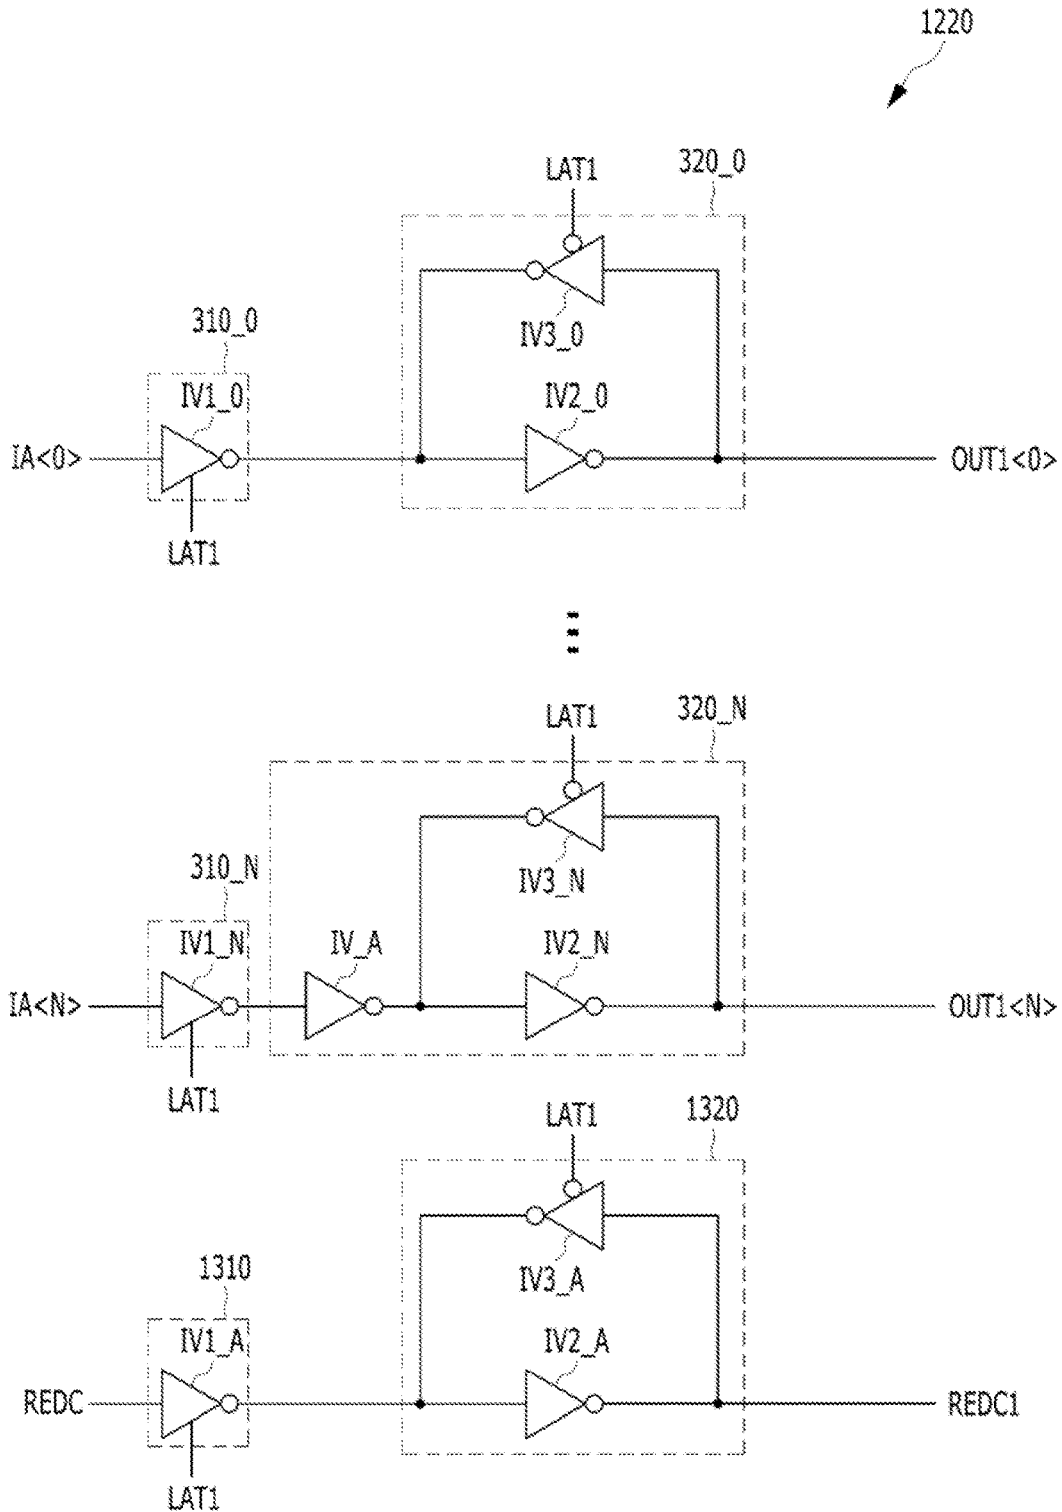 1220
LAT1
320_0
IV3_0
310_0
IV1_0
IV2_0
IA<0>
OUT1<0>
LAT1
LAT1
320_N
IV3_N
310_N
IV1_N
IV_A
IV2_N
IA<N>
OUT1<N>
LAT1
LAT1
1320
IV3_A
1310
IV1_A
IV2_A
REDC
REDC1
LAT1